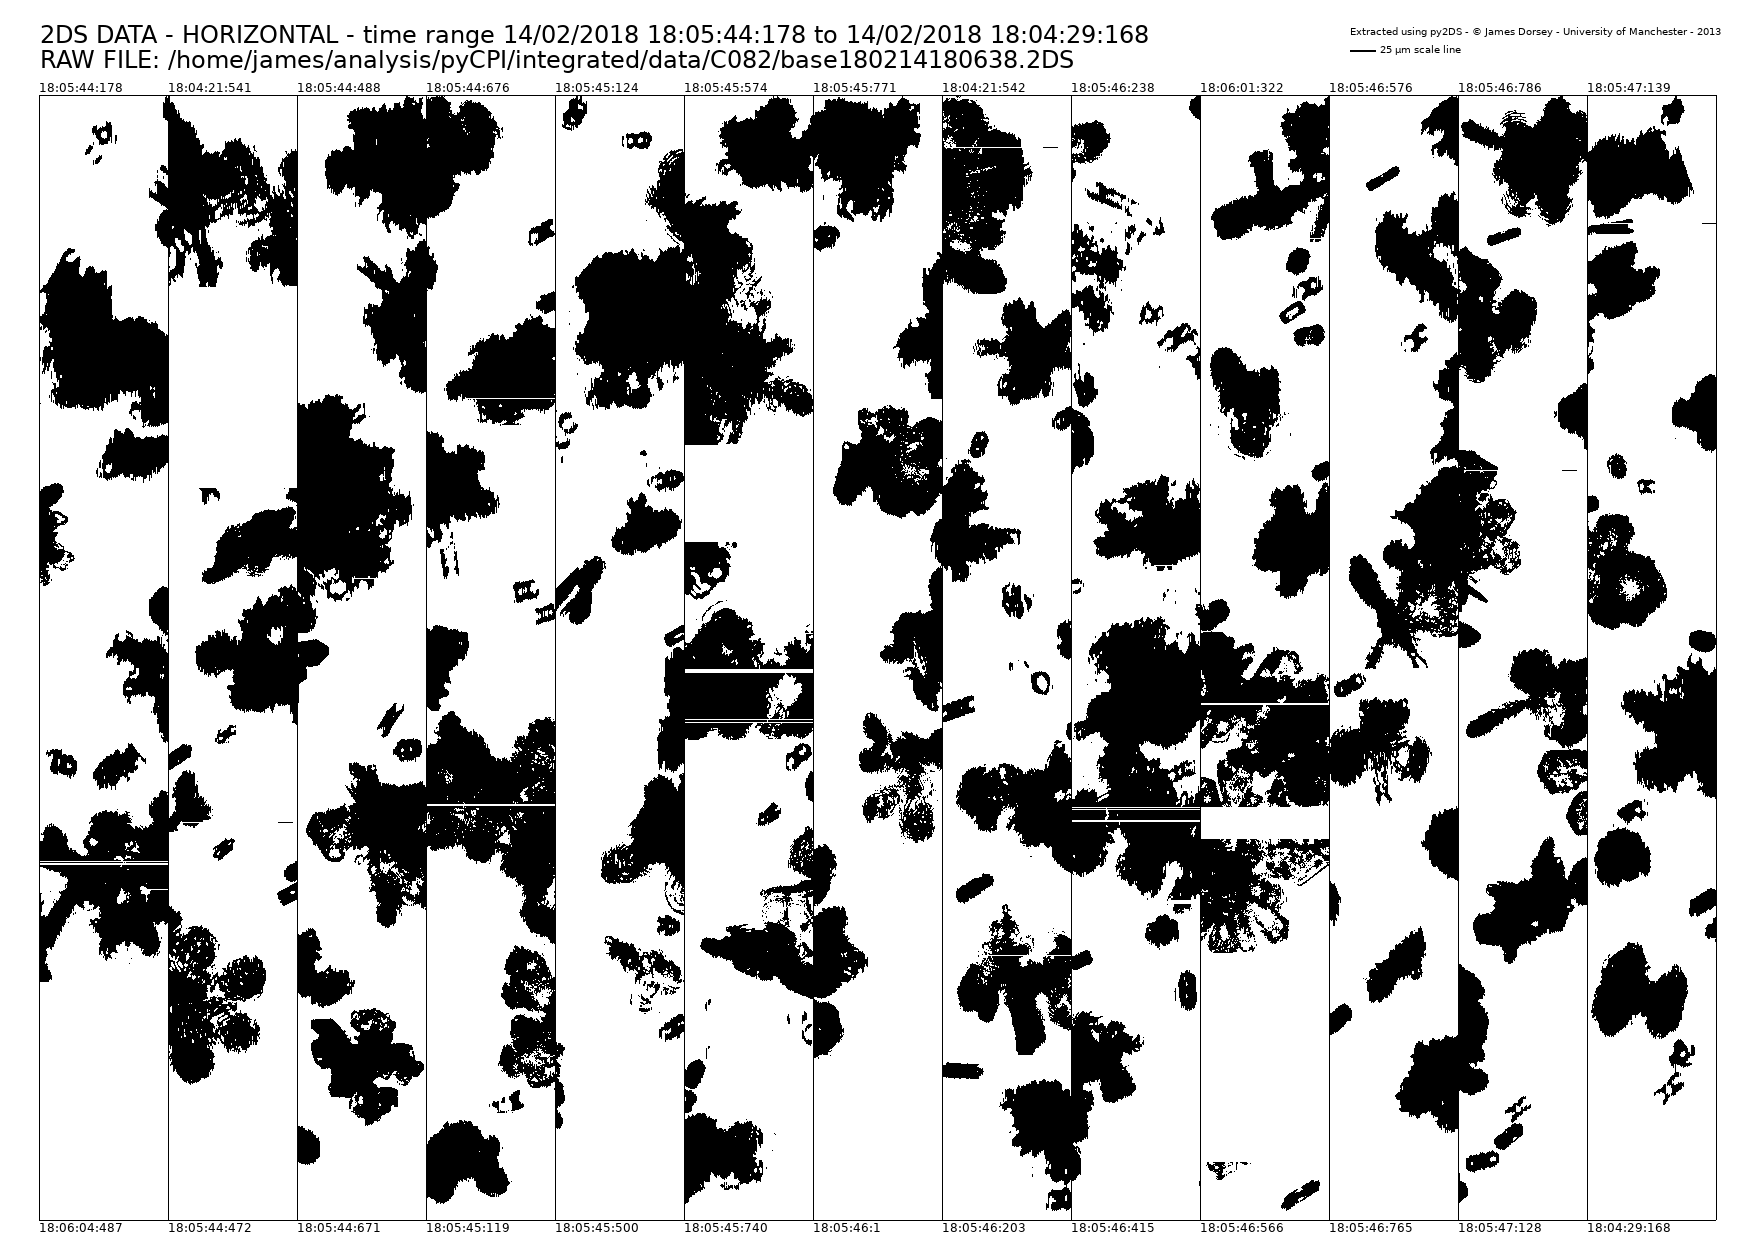 2DS DATA - HORIZONTAL - time range 14/02/2018 18:05:44:178 to 14/02/2018 18:04:29:168
RAW FILE: /home/james/analysis/pyCPI/integrated/data/C082/base180214180638.2DS
Extracted using py2DS - © James Dorsey - University of Manchester - 2013
25 µm scale line
18:05:44:178 18:04:21:541 18:05:44:488 18:05:44:676 18:05:45:124 18:05:45:574 18:05:45:771 18:04:21:542 18:05:46:238 18:06:01:322 18:05:46:576 18:05:46:786 18:05:47:139
18:06:04:487 18:05:44:472 18:05:44:671 18:05:45:119 18:05:45:500 18:05:45:740 18:05:46:1 18:05:46:203 18:05:46:415 18:05:46:566 18:05:46:765 18:05:47:128 18:04:29:168